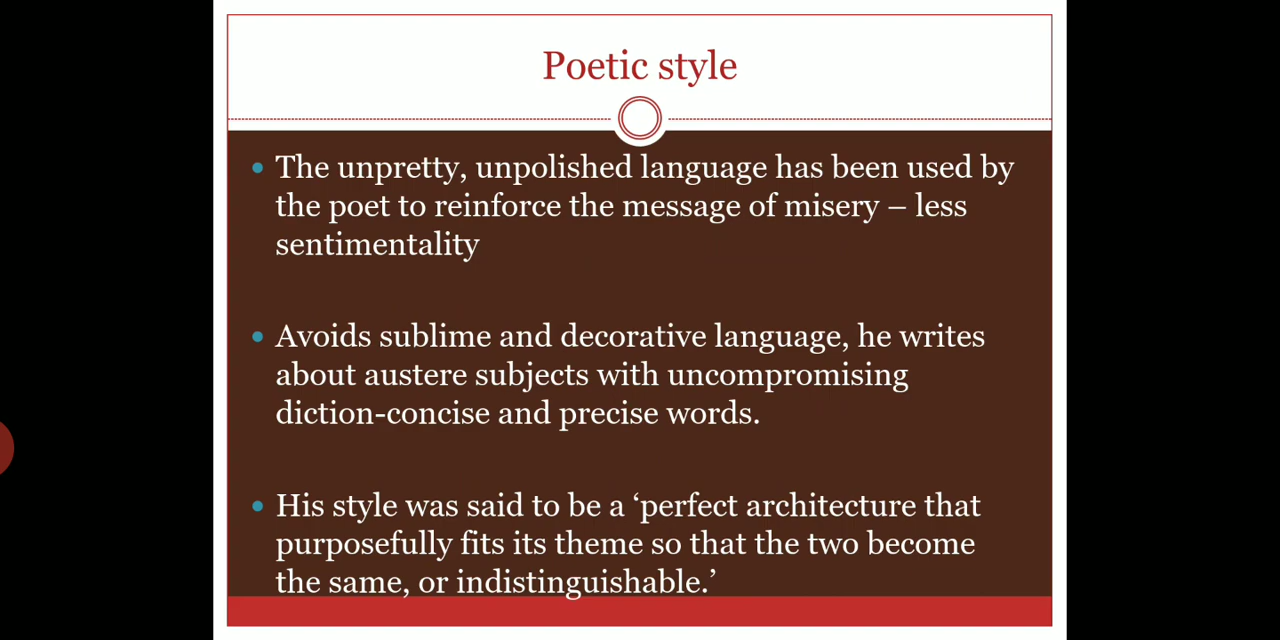 Poetic style
The unpretty, unpolished language has been used by
the poet to reinforce the message of misery – less
sentimentality
Avoids sublime and decorative language, he writes
about austere subjects with uncompromising
diction-concise and precise words.
His style was said to be a ‘perfect architecture that
purposefully fits its theme so that the two become
the same, or indistinguishable.’